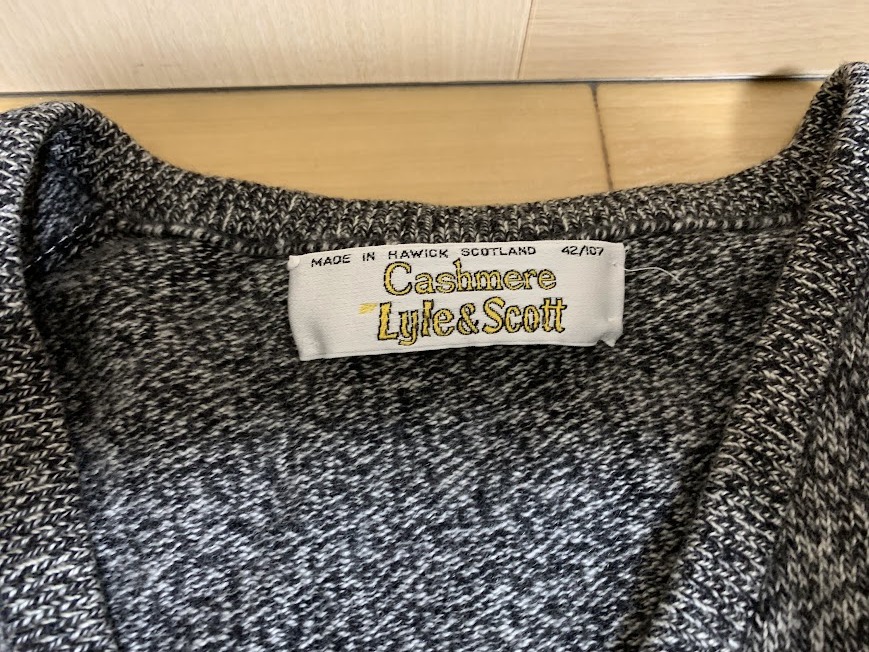 MADE IN HAWICK SCOTLAND 42/107
Cashmere
Lyle&Scott